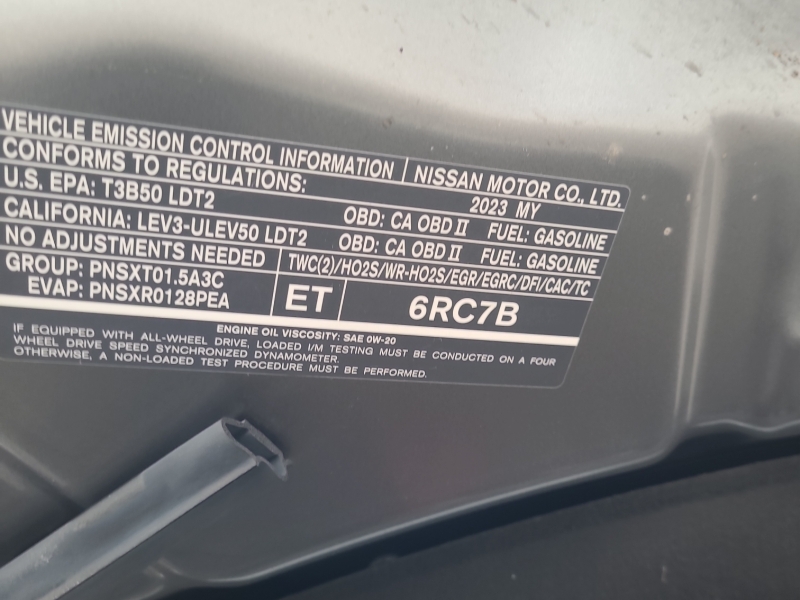 VEHICLE EMISSION CONTROL INFORMATION NISSAN MOTOR CO., LTD.
CONFORMS TO REGULATIONS: 2023 MY
U.S. EPA: T3B50 LDT2 OBD: CA OBD II FUEL: GASOLINE
CALIFORNIA: LEV3-ULEV50 LDT2 OBD: CA OBD II FUEL: GASOLINE
NO ADJUSTMENTS NEEDED TWC(2)/HO2S/WR-HO2S/EGR/EGRC/DFI/CAC/TC
GROUP: PNSXT01.5A3C
EVAP: PNSXR0128PEA
ET 6RC7B
ENGINE OIL VISCOSITY: SAE 0W-20
IF EQUIPPED WITH ALL-WHEEL DRIVE, LOADED I/M TESTING MUST BE CONDUCTED ON A FOUR
WHEEL DRIVE SPEED SYNCHRONIZED DYNAMOMETER.
OTHERWISE, A NON-LOADED TEST PROCEDURE MUST BE PERFORMED.